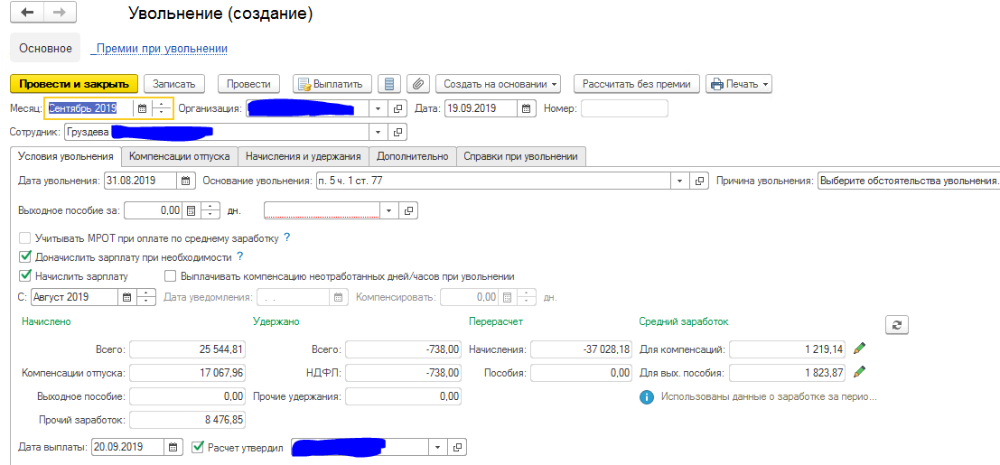 Увольнение (создание)
Основное Премии при увольнении
Провести и закрыть Записать Провести Выплатить Создать на основании Рассчитать без премии Печать
Месяц: Сентябрь 2019 Организация: Дата: 19.09.2019 Номер:
Сотрудник: Груздева
Условия увольнения Компенсации отпуска Начисления и удержания Дополнительно Справки при увольнении
Дата увольнения: 31.08.2019 Основание увольнения: п. 5 ч. 1 ст. 77 Причина увольнения: Выберите обстоятельства увольнения.
Выходное пособие за: 0,00 дн.
Учитывать МРОТ при оплате по среднему заработку ?
Доначислить зарплату при необходимости ?
Начислить зарплату Выплачивать компенсацию неотработанных дней/часов при увольнении
С: Август 2019 Дата уведомления: . . Компенсировать: 0,00 дн.
Начислено Удержано Перерасчет Средний заработок
Всего: 25 544,81 Всего: -738,00 Начисления: -37 028,18 Для компенсаций: 1 219,14
Компенсации отпуска: 17 067,96 НДФЛ: -738,00 Пособия: 0,00 Для вых. пособия: 1 823,87
Выходное пособие: 0,00 Прочие удержания: 0,00 Использованы данные о заработке за перио...
Прочий заработок: 8 476,85
Дата выплаты: 20.09.2019 Расчет утвердил